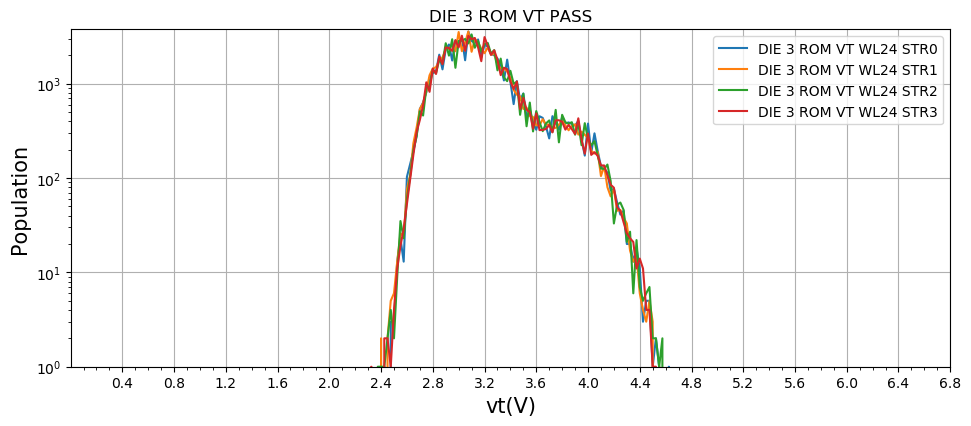 DIE 3 ROM VT PASS
DIE 3 ROM VT WL24 STR0
DIE 3 ROM VT WL24 STR1
DIE 3 ROM VT WL24 STR2
DIE 3 ROM VT WL24 STR3
Population
10³
10²
10¹
10⁰
0.4 0.8 1.2 1.6 2.0 2.4 2.8 3.2 3.6 4.0 4.4 4.8 5.2 5.6 6.0 6.4 6.8
vt(V)